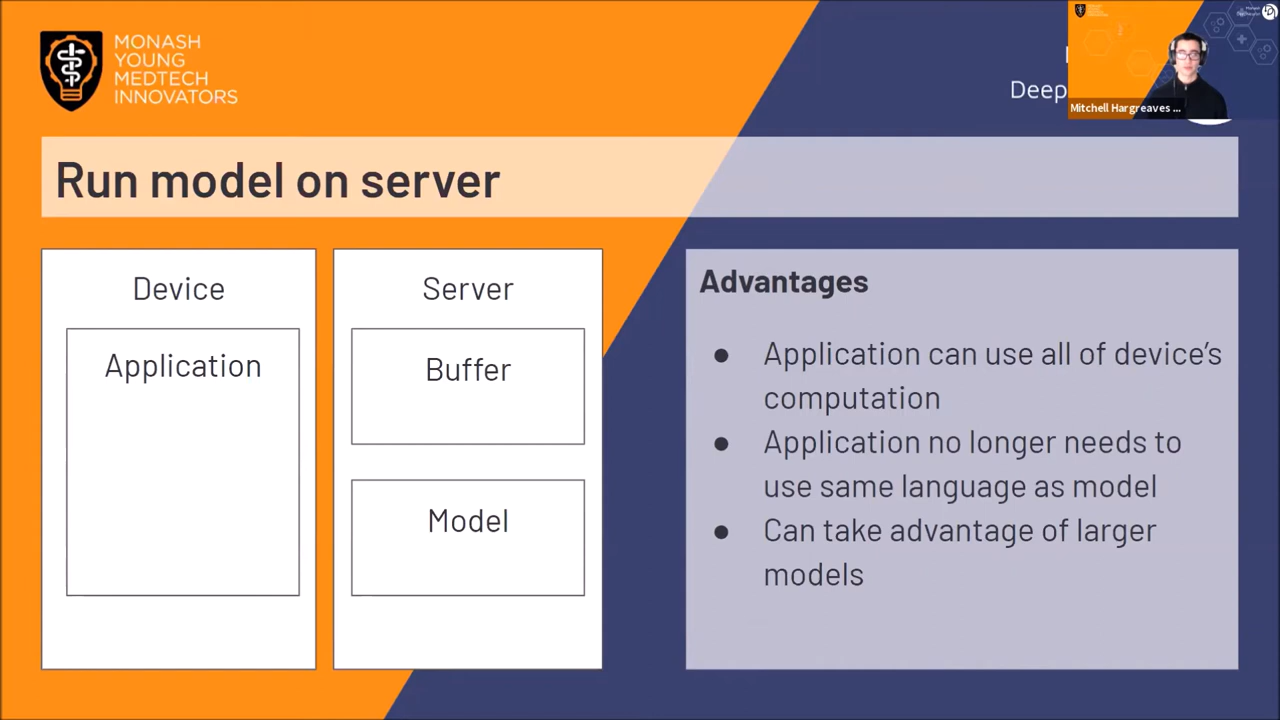 MONASH
YOUNG
MEDTECH
INNOVATORS
Deep
Mitchell Hargreaves ...
Run model on server
Device
Application
Server
Buffer
Model
Advantages
● Application can use all of device's
computation
● Application no longer needs to
use same language as model
● Can take advantage of larger
models